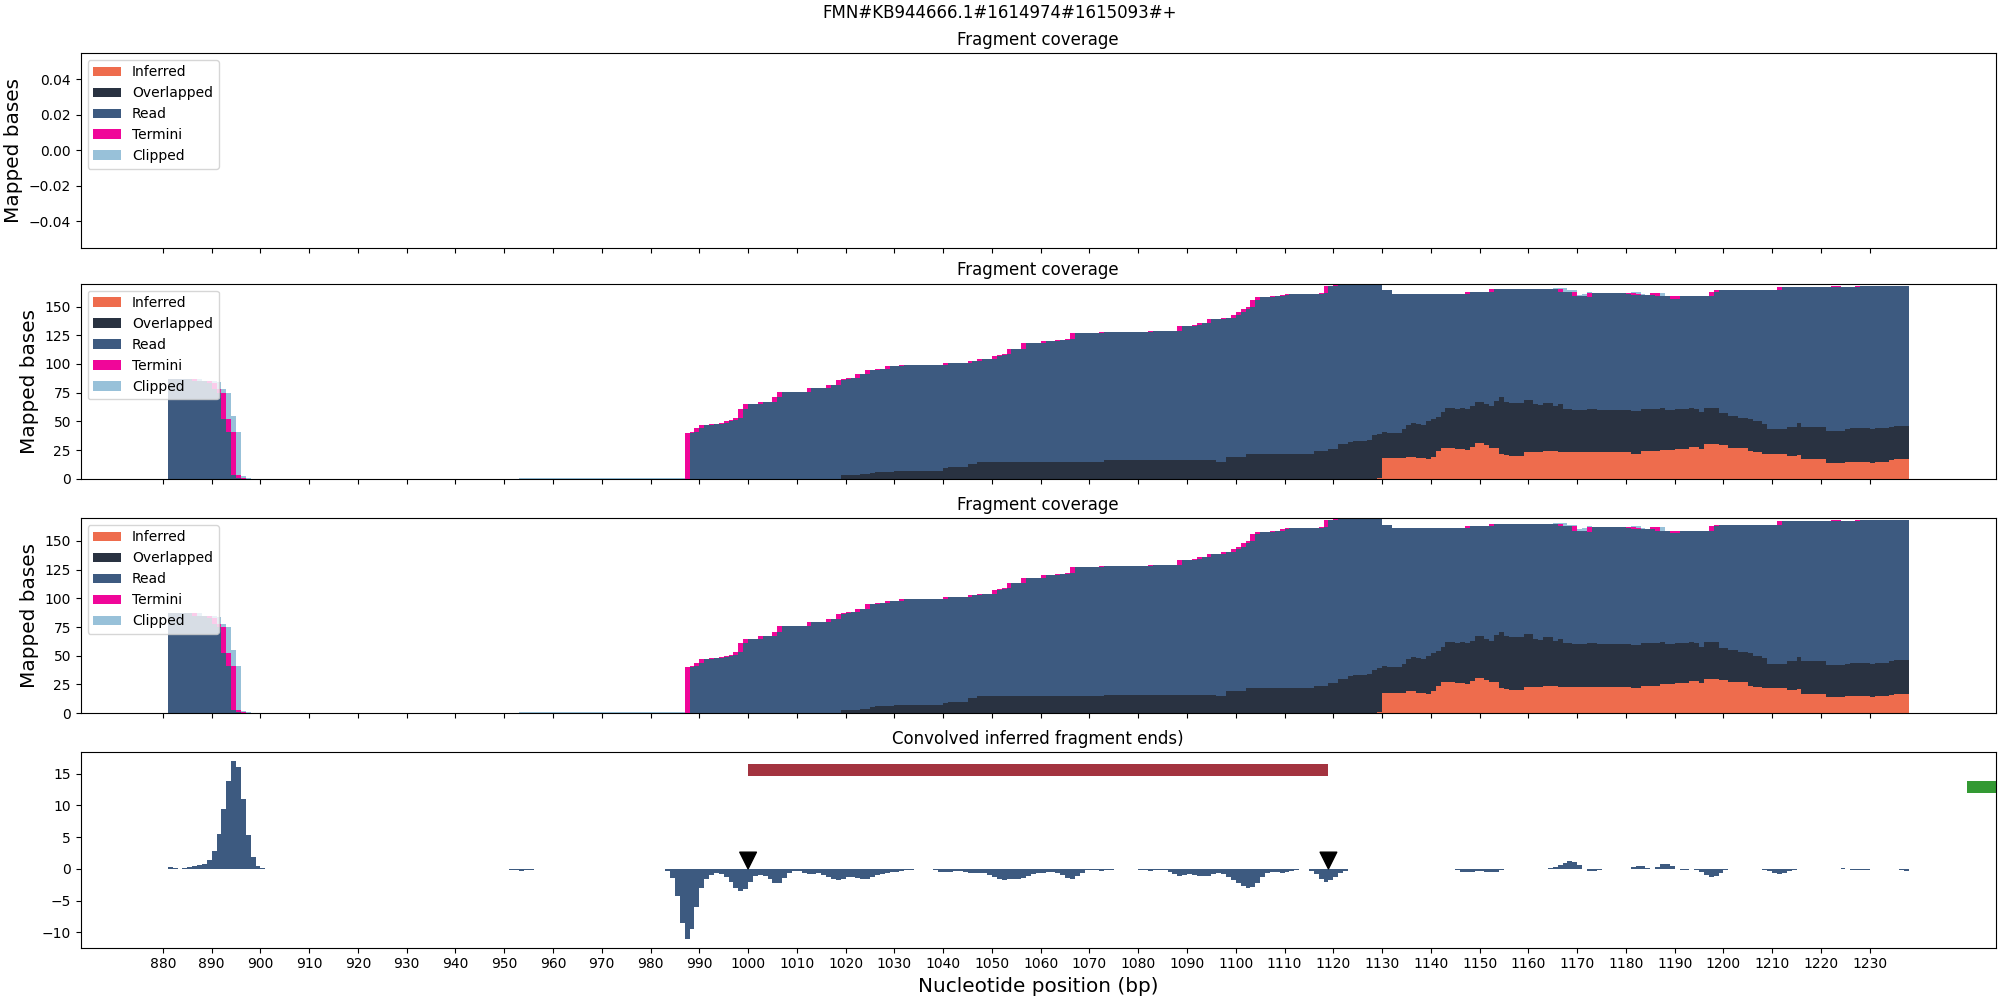 FMN#KB944666.1#1614974#1615093#+
Fragment coverage
Mapped bases
0.04
0.02
0.00
−0.02
−0.04
Inferred
Overlapped
Read
Termini
Clipped
Fragment coverage
Mapped bases
150
125
100
75
50
25
0
Inferred
Overlapped
Read
Termini
Clipped
Fragment coverage
Mapped bases
150
125
100
75
50
25
0
Inferred
Overlapped
Read
Termini
Clipped
Convolved inferred fragment ends)
15
10
5
0
−5
−10
880 890 900 910 920 930 940 950 960 970 980 990 1000 1010 1020 1030 1040 1050 1060 1070 1080 1090 1100 1110 1120 1130 1140 1150 1160 1170 1180 1190 1200 1210 1220 1230
Nucleotide position (bp)